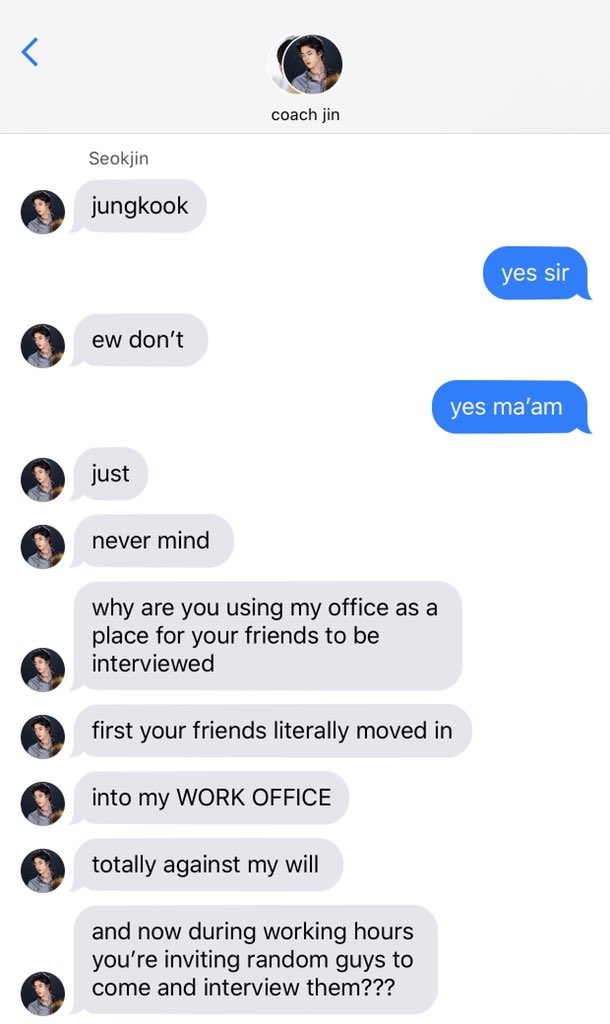 coach jin
Seokjin
jungkook
yes sir
ew don’t
yes ma’am
just
never mind
why are you using my office as a
place for your friends to be
interviewed
first your friends literally moved in
into my WORK OFFICE
totally against my will
and now during working hours
you’re inviting random guys to
come and interview them???